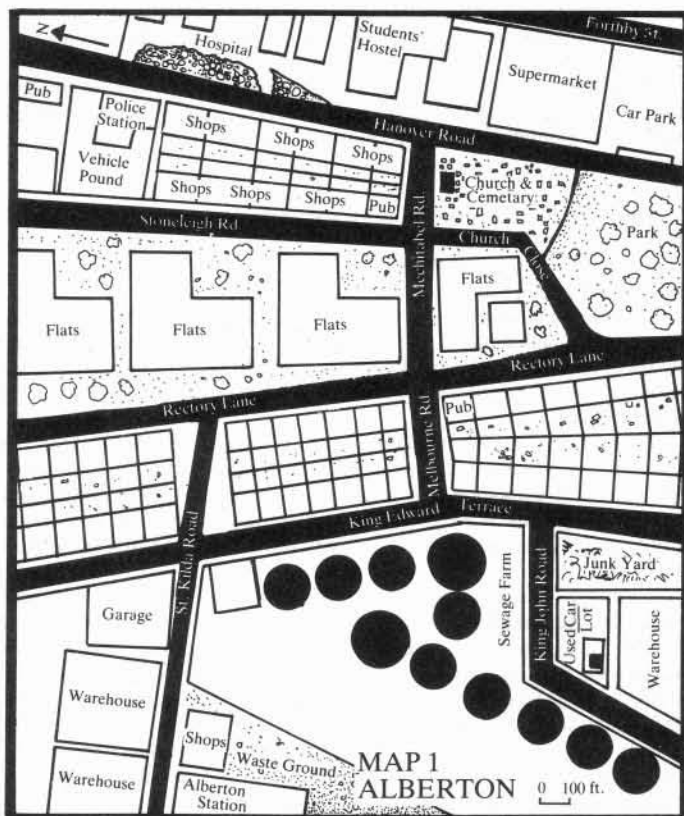 Forthby St.
N
Hospital
Students'
Hostel
Supermarket
Car Park
Pub
Police
Station
Vehicle
Pound
Shops
Shops
Shops
Hanover Road
Shops
Shops
Shops
Pub
Church &
Cemetary
Park
Stoneleigh Rd.
Mechitabel Rd.
Church
Close
Flats
Flats
Flats
Flats
Rectory Lane
Rectory Lane
Pub
Melbourne Rd.
King Edward
Terrace
St. Kilda Road
Garage
Sewage Farm
King John Road
Junk Yard
Used Car
Lot
Warehouse
Warehouse
Warehouse
Shops
Waste Ground
Alberton
Station
MAP 1
ALBERTON
0 100 ft.